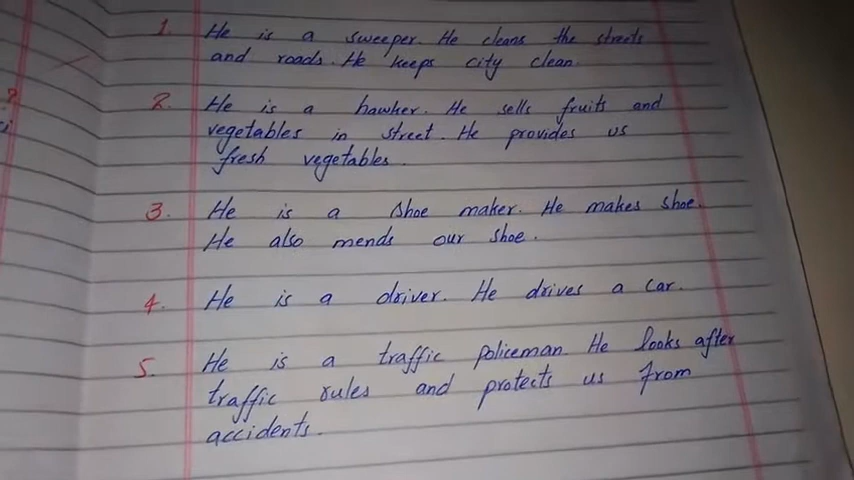 1. He is a sweeper. He cleans the streets
and roads. He keeps city clean.
2. He is a hawker. He sells fruits and
vegetables in street. He provides us
fresh vegetables.
3. He is a shoe maker. He makes shoe.
He also mends our shoe.
4. He is a driver. He drives a car.
5. He is a traffic policeman. He looks after
traffic rules and protects us from
accidents.